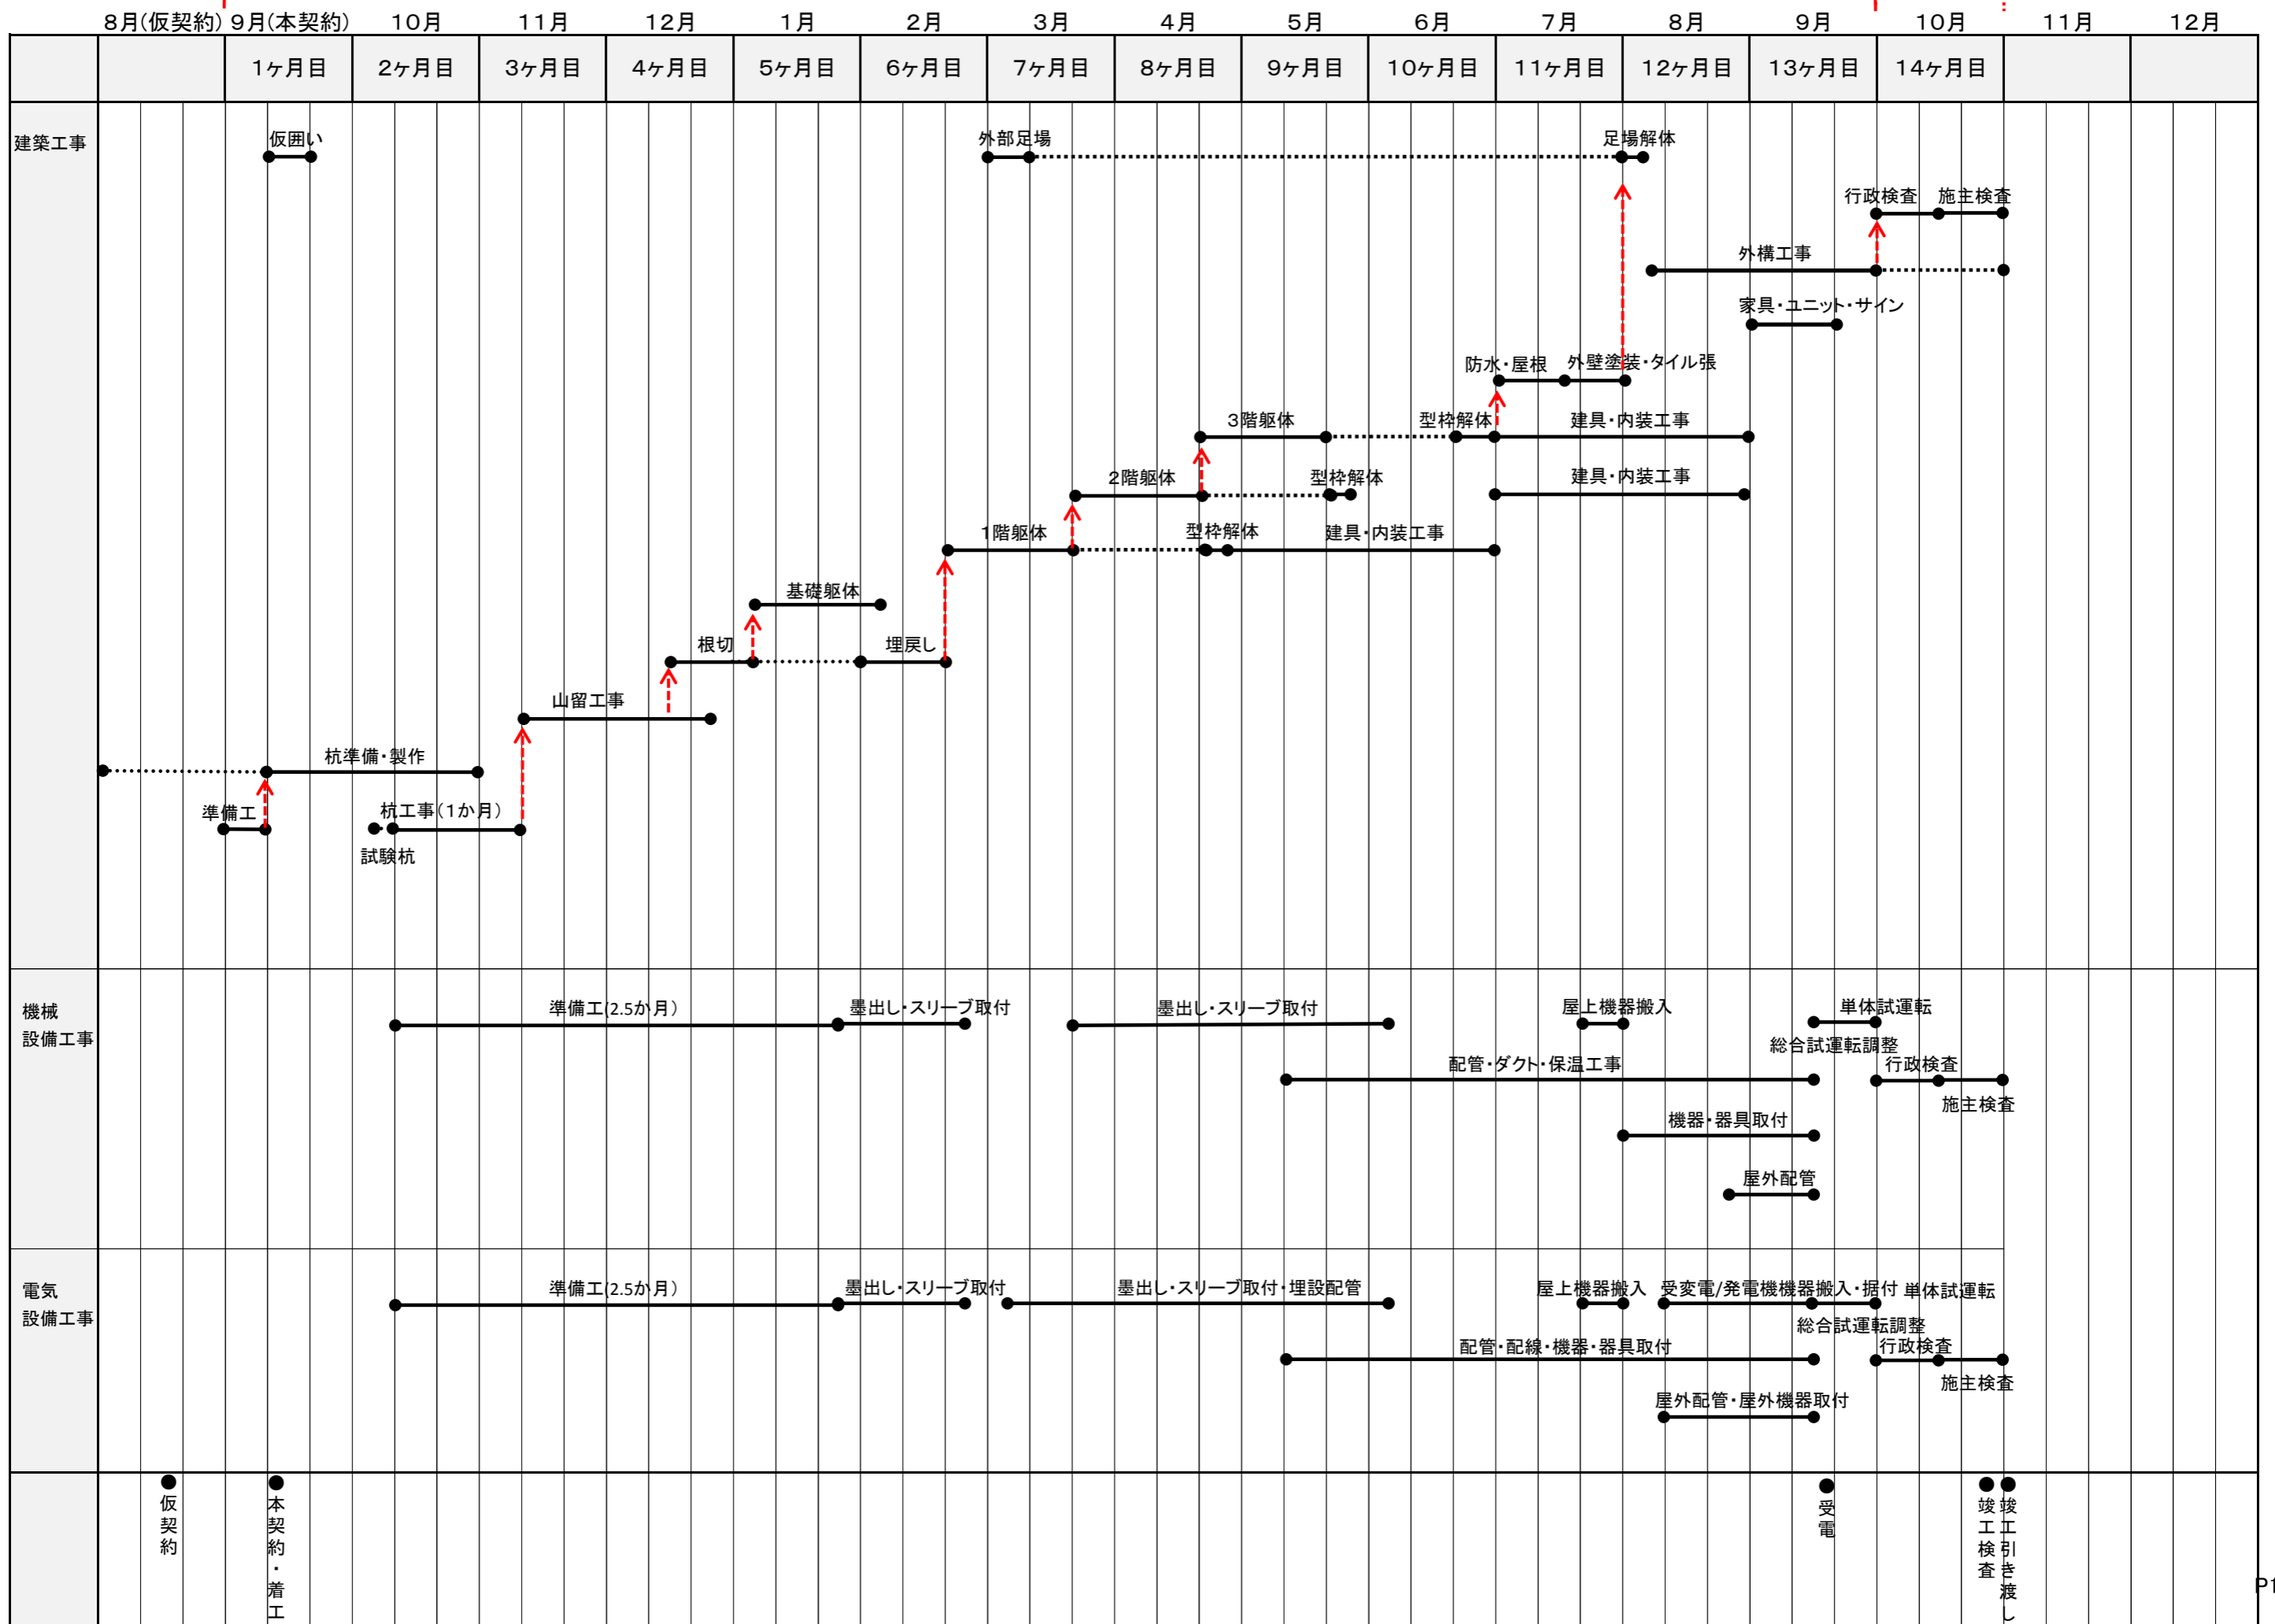 8月(仮契約) 9月(本契約) 10月 11月 12月 1月 2月 3月 4月 5月 6月 7月 8月 9月 10月 11月 12月
1ヶ月目 2ヶ月目 3ヶ月目 4ヶ月目 5ヶ月目 6ヶ月目 7ヶ月目 8ヶ月目 9ヶ月目 10ヶ月目 11ヶ月目 12ヶ月目 13ヶ月目 14ヶ月目
建築工事
仮囲い 外部足場 足場解体
行政検査 施主検査
外構工事
家具・ユニット・サイン
防水・屋根 外壁塗装・タイル張
3階躯体 型枠解体 建具・内装工事
2階躯体 型枠解体 建具・内装工事
1階躯体 型枠解体 建具・内装工事
基礎躯体
根切 埋戻し
山留工事
杭準備・製作
準備工 杭工事(1か月)
試験杭
機械
設備工事
準備工(2.5か月) 墨出し・スリーブ取付 墨出し・スリーブ取付 屋上機器搬入 単体試運転
総合試運転調整
配管・ダクト・保温工事 行政検査
施主検査
機器・器具取付
屋外配管
電気
設備工事
準備工(2.5か月) 墨出し・スリーブ取付 墨出し・スリーブ取付・埋設配管 屋上機器搬入 受変電/発電機機器搬入・据付 単体試運転
総合試運転調整
配管・配線・機器・器具取付 行政検査
施主検査
屋外配管・屋外機器取付
仮契約
本契約・着工
受電
竣工検査
竣工引き渡し
P1